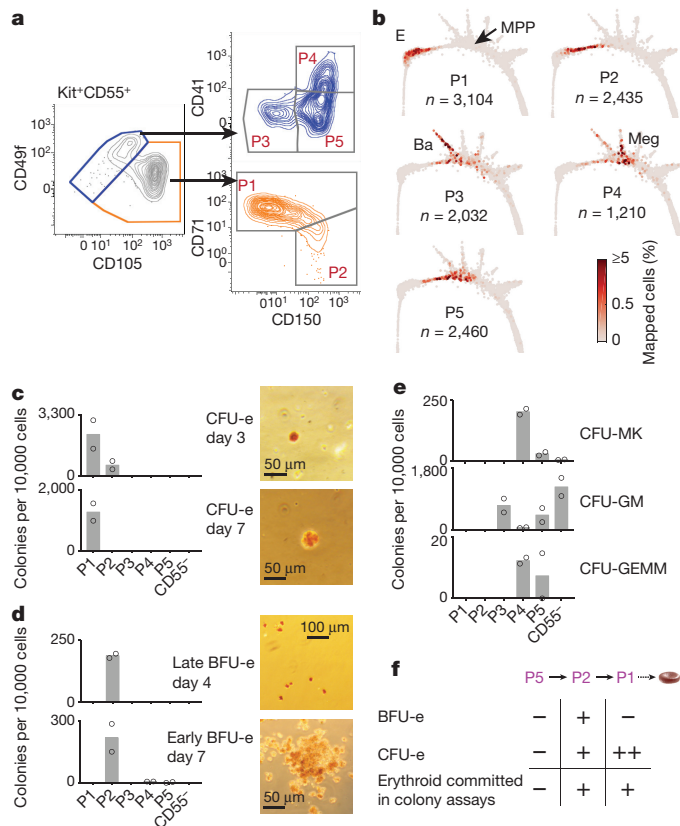 a
Kit⁺CD55⁺
CD49f
10³
10²
0
0 10¹ 10² 10³
CD105
CD41
10³
10²
10¹
0
P4
P3
P5
CD71
10³
10²
10¹
10⁰
0
P1
P2
0 10¹ 10² 10³
CD150
b
E
MPP
P1
n = 3,104
P2
n = 2,435
Ba
P3
n = 2,032
Meg
P4
n = 1,210
P5
n = 2,460
≥5
0.5
0
Mapped cells (%)
c
Colonies per 10,000 cells
3,300
0
CFU-e
day 3
50 µm
2,000
0
CFU-e
day 7
50 µm
P1 P2 P3 P4 P5 CD55⁻
d
Colonies per 10,000 cells
250
0
Late BFU-e
day 4
100 µm
300
0
Early BFU-e
day 7
50 µm
P1 P2 P3 P4 P5 CD55⁻
e
Colonies per 10,000 cells
250
0
CFU-MK
1,800
0
CFU-GM
20
0
CFU-GEMM
P1 P2 P3 P4 P5 CD55⁻
f
P5 → P2 → P1
BFU-e − + −
CFU-e − + ++
Erythroid committed
in colony assays − + +